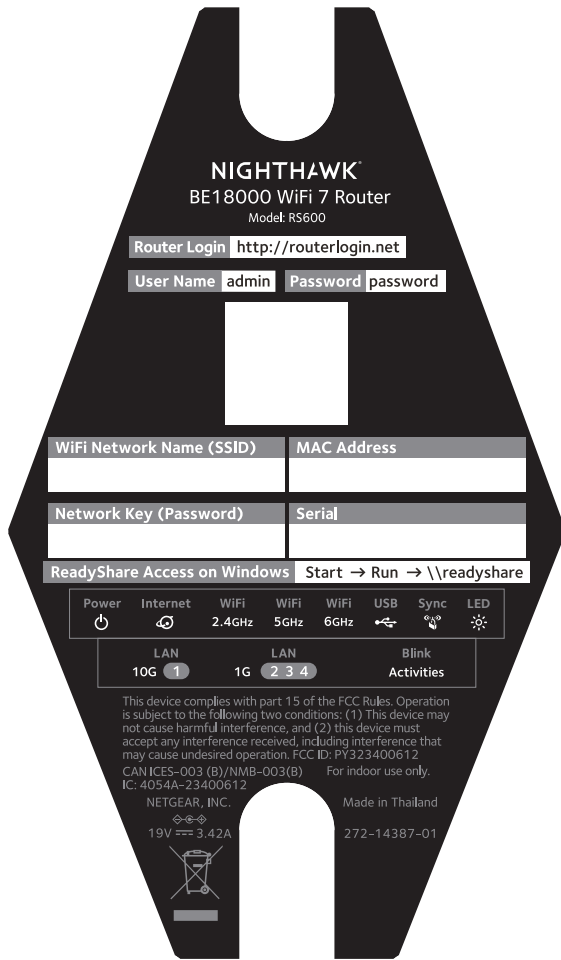 NIGHTHAWK®
BE18000 WiFi 7 Router
Model: RS600
Router Login http://routerlogin.net
User Name admin Password password
WiFi Network Name (SSID) MAC Address
Network Key (Password) Serial
ReadyShare Access on Windows Start → Run → \\readyshare
Power Internet WiFi WiFi WiFi USB Sync LED
2.4GHz 5GHz 6GHz
LAN LAN Blink
10G 1 1G 2 3 4 Activities
This device complies with part 15 of the FCC Rules. Operation
is subject to the following two conditions: (1) This device may
not cause harmful interference, and (2) this device must
accept any interference received, including interference that
may cause undesired operation. FCC ID: PY323400612
CAN ICES-003 (B)/NMB-003(B) For indoor use only.
IC: 4054A-23400612
NETGEAR, INC. Made in Thailand
19V ⎓ 3.42A 272-14387-01